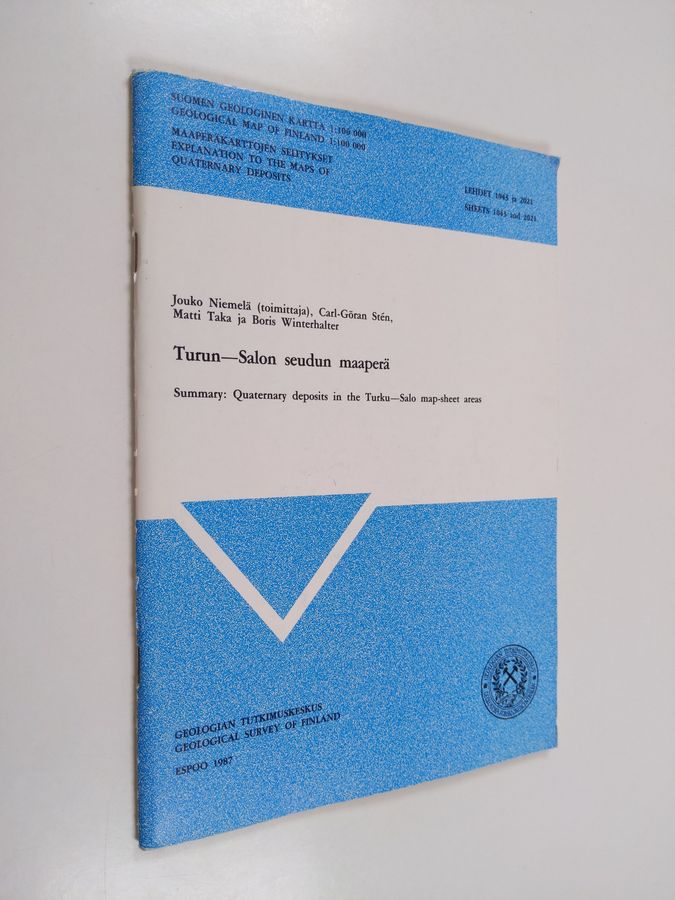 SUOMEN GEOLOGINEN KARTTA 1:100 000
GEOLOGICAL MAP OF FINLAND 1:100 000
MAAPERÄKARTTOJEN SELITYKSET
EXPLANATION TO THE MAPS OF
QUATERNARY DEPOSITS
LEHDET 1043 ja 2021
SHEETS 1043 and 2021
Jouko Niemelä (toimittaja), Carl-Göran Stén,
Matti Taka ja Boris Winterhalter
Turun—Salon seudun maaperä
Summary: Quaternary deposits in the Turku—Salo map-sheet areas
GEOLOGIAN TUTKIMUSKESKUS
GEOLOGICAL SURVEY OF FINLAND
ESPOO 1987